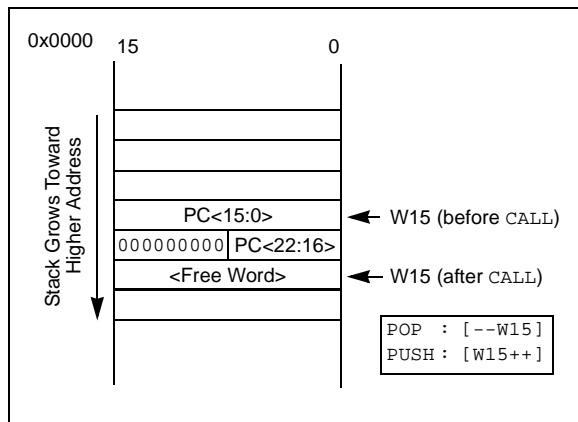 0x0000
15 0
Stack Grows Toward
Higher Address
PC<15:0>
W15 (before CALL)
000000000 PC<22:16>
<Free Word>
W15 (after CALL)
POP : [--W15]
PUSH : [W15++]